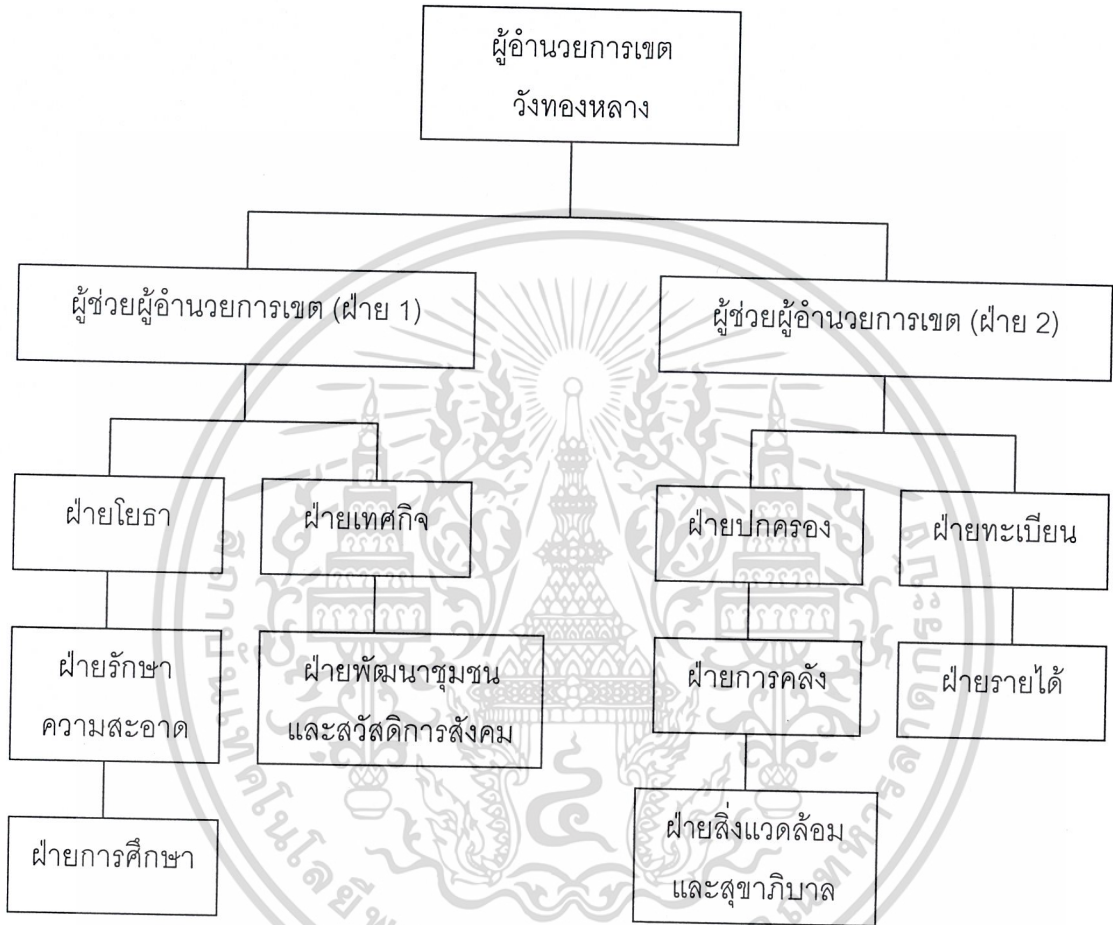 ผู้อำนวยการเขต
วังทองหลาง
ผู้ช่วยผู้อำนวยการเขต (ฝ่าย 1)
ผู้ช่วยผู้อำนวยการเขต (ฝ่าย 2)
ฝ่ายโยธา
ฝ่ายเทศกิจ
ฝ่ายปกครอง
ฝ่ายทะเบียน
ฝ่ายรักษา
ความสะอาด
ฝ่ายพัฒนาชุมชน
และสวัสดิการสังคม
ฝ่ายการคลัง
ฝ่ายรายได้
ฝ่ายการศึกษา
ฝ่ายสิ่งแวดล้อม
และสุขาภิบาล